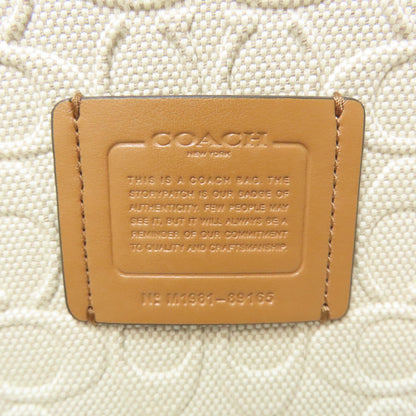 COACH
NEW YORK
THIS IS A COACH BAG. THE
STORYPATCH IS OUR BADGE OF
AUTHENTICITY. FEW PEOPLE MAY
SEE IT, BUT IT WILL ALWAYS BE A
REMINDER OF OUR COMMITMENT
TO QUALITY AND CRAFTSMANSHIP.
Nº M1981-89165